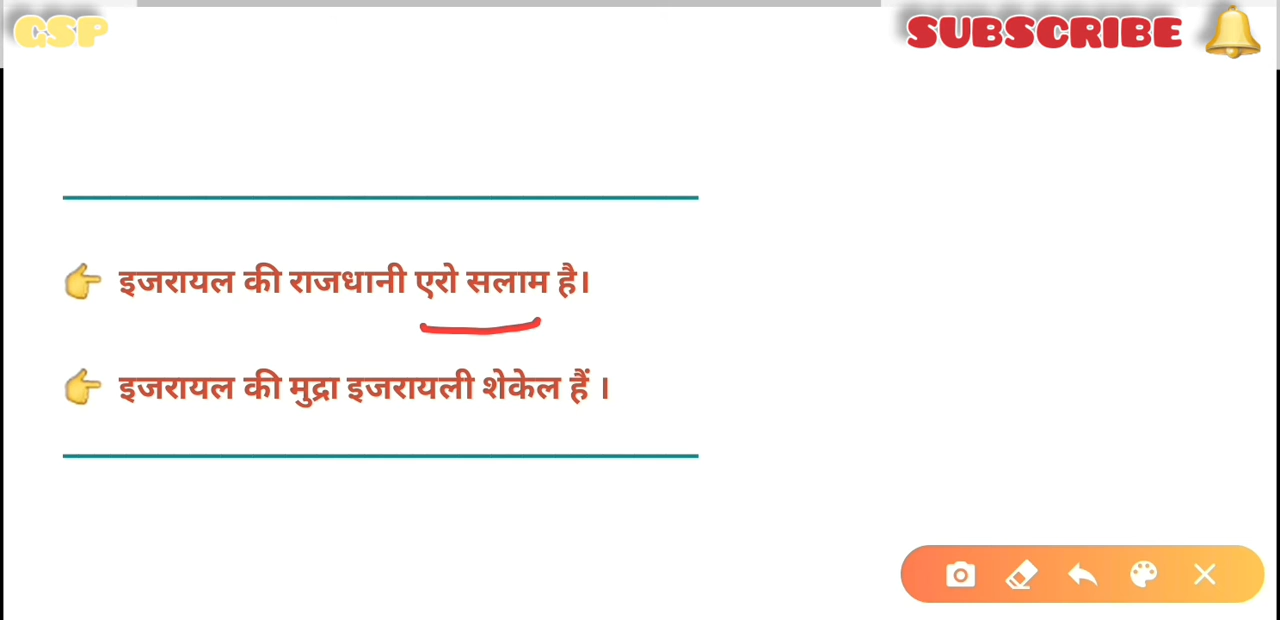 GSP
SUBSCRIBE
इजरायल की राजधानी एरो सलाम है।
इजरायल की मुद्रा इजरायली शेकेल हैं ।